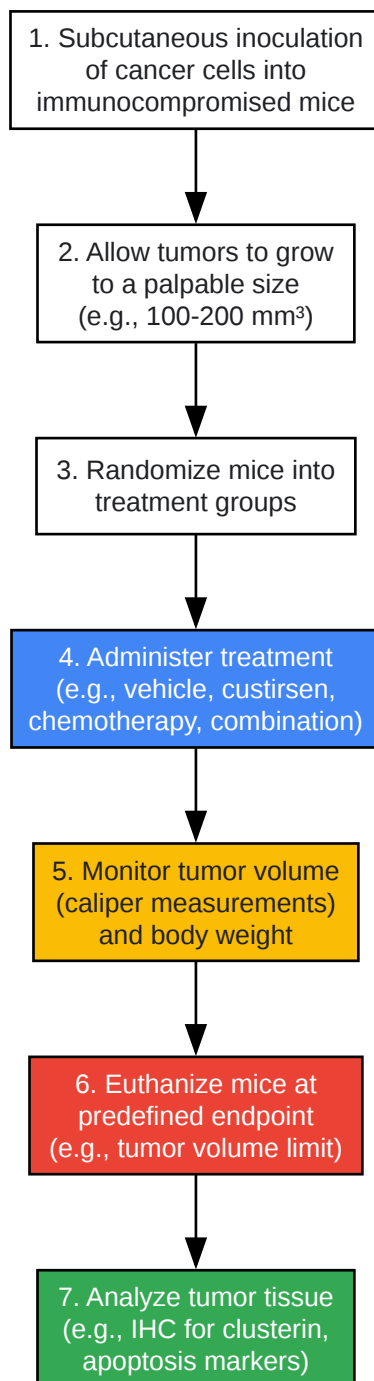 1. Subcutaneous inoculation
of cancer cells into
immunocompromised mice
2. Allow tumors to grow
to a palpable size
(e.g., 100-200 mm³)
3. Randomize mice into
treatment groups
4. Administer treatment
(e.g., vehicle, custirsen,
chemotherapy, combination)
5. Monitor tumor volume
(caliper measurements)
and body weight
6. Euthanize mice at
predefined endpoint
(e.g., tumor volume limit)
7. Analyze tumor tissue
(e.g., IHC for clusterin,
apoptosis markers)